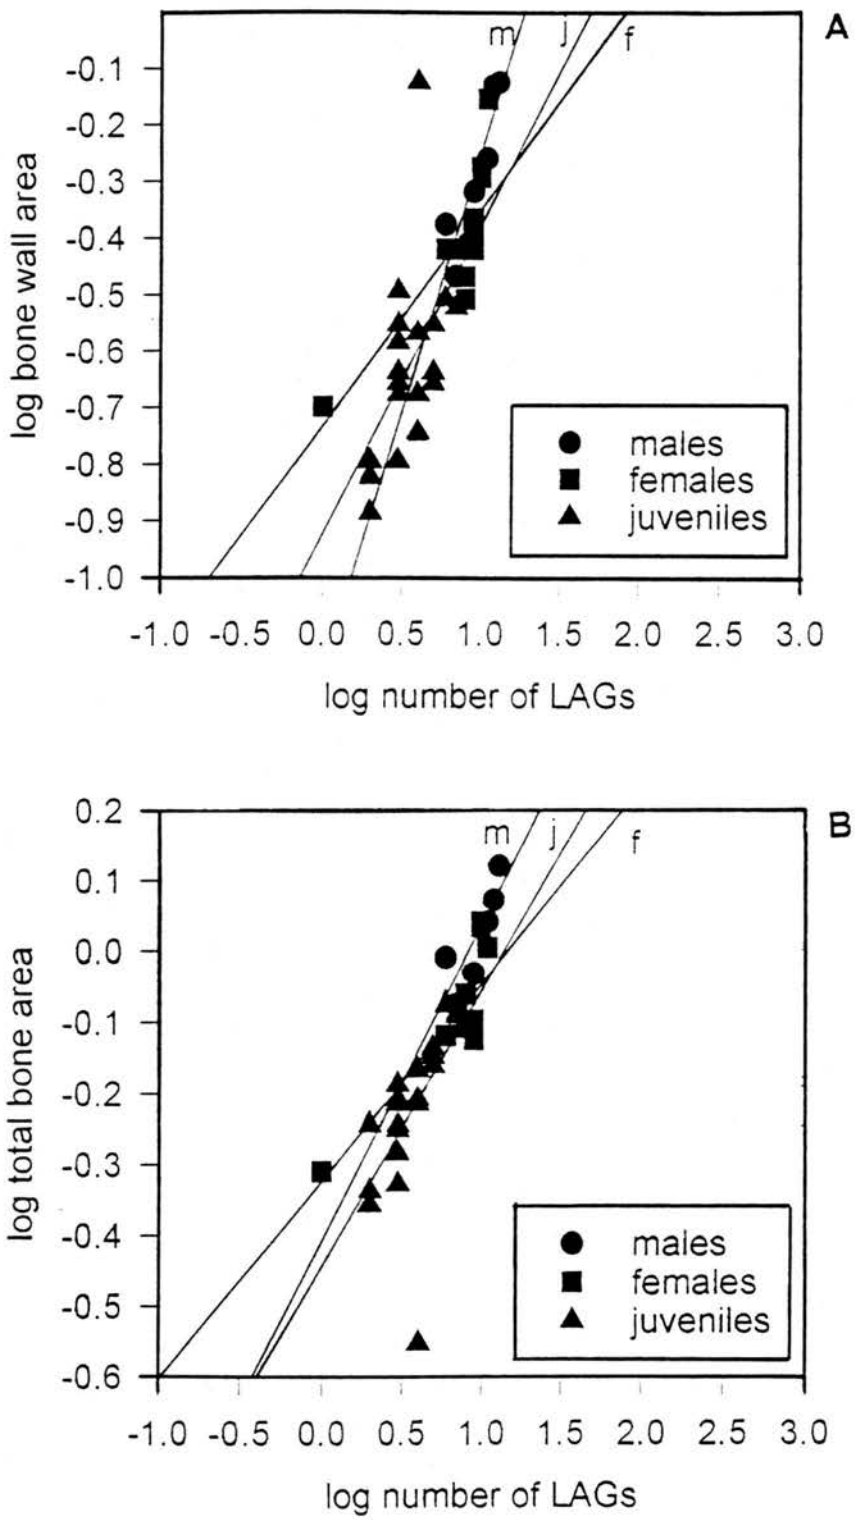 A
m j f
-0.1
-0.2
-0.3
-0.4
-0.5
-0.6
-0.7
-0.8
-0.9
-1.0
log bone wall area
males
females
juveniles
-1.0 -0.5 0.0 0.5 1.0 1.5 2.0 2.5 3.0
log number of LAGs
B
m j f
0.2
0.1
0.0
-0.1
-0.2
-0.3
-0.4
-0.5
-0.6
log total bone area
males
females
juveniles
-1.0 -0.5 0.0 0.5 1.0 1.5 2.0 2.5 3.0
log number of LAGs